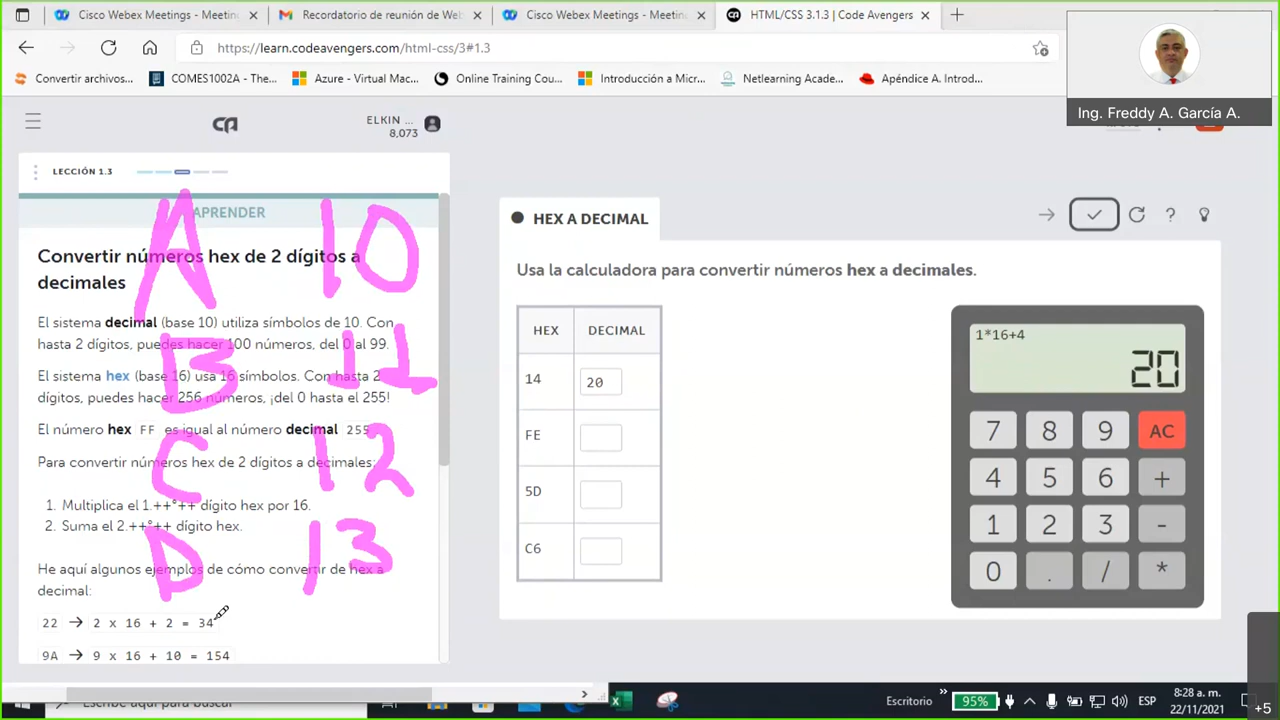 Cisco Webex Meetings - Meetin
Recordatorio de reunión de Web
Cisco Webex Meetings - Meetin
HTML/CSS 3.1.3 | Code Avengers
https://learn.codeavengers.com/html-css/3#1.3
Convertir archivos...
COMES1002A - The...
Azure - Virtual Mac...
Online Training Cou...
Introducción a Micr...
Netlearning Acade...
Apéndice A. Introd...
Ing. Freddy A. García A.
ELKIN ...
8,073
LECCIÓN 1.3
APRENDER
Convertir números hex de 2 dígitos a
decimales
El sistema decimal (base 10) utiliza símbolos de 10. Con
hasta 2 dígitos, puedes hacer 100 números, del 0 al 99.
El sistema hex (base 16) usa 16 símbolos. Con hasta 2
dígitos, puedes hacer 256 números, ¡del 0 hasta el 255!
El número hex FF es igual al número decimal 255
Para convertir números hex de 2 dígitos a decimales:
1. Multiplica el 1.++°++ dígito hex por 16.
2. Suma el 2.++°++ dígito hex.
He aquí algunos ejemplos de cómo convertir de hex a
decimal:
22 → 2 x 16 + 2 = 34
9A → 9 x 16 + 10 = 154
A 10
B 11
C 12
D 13
HEX A DECIMAL
Usa la calculadora para convertir números hex a decimales.
HEX DECIMAL
14 20
FE
5D
C6
1*16+4
20
7 8 9 AC
4 5 6 +
1 2 3 -
0 . / *
Escribe aquí para buscar
Escritorio
95%
ESP
8:28 a. m.
22/11/2021
+5